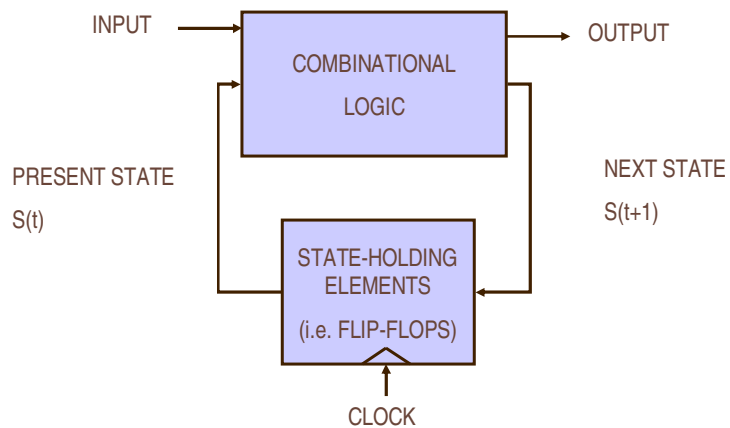 INPUT
OUTPUT
COMBINATIONAL
LOGIC
PRESENT STATE
S(t)
NEXT STATE
S(t+1)
STATE-HOLDING
ELEMENTS
(i.e. FLIP-FLOPS)
CLOCK